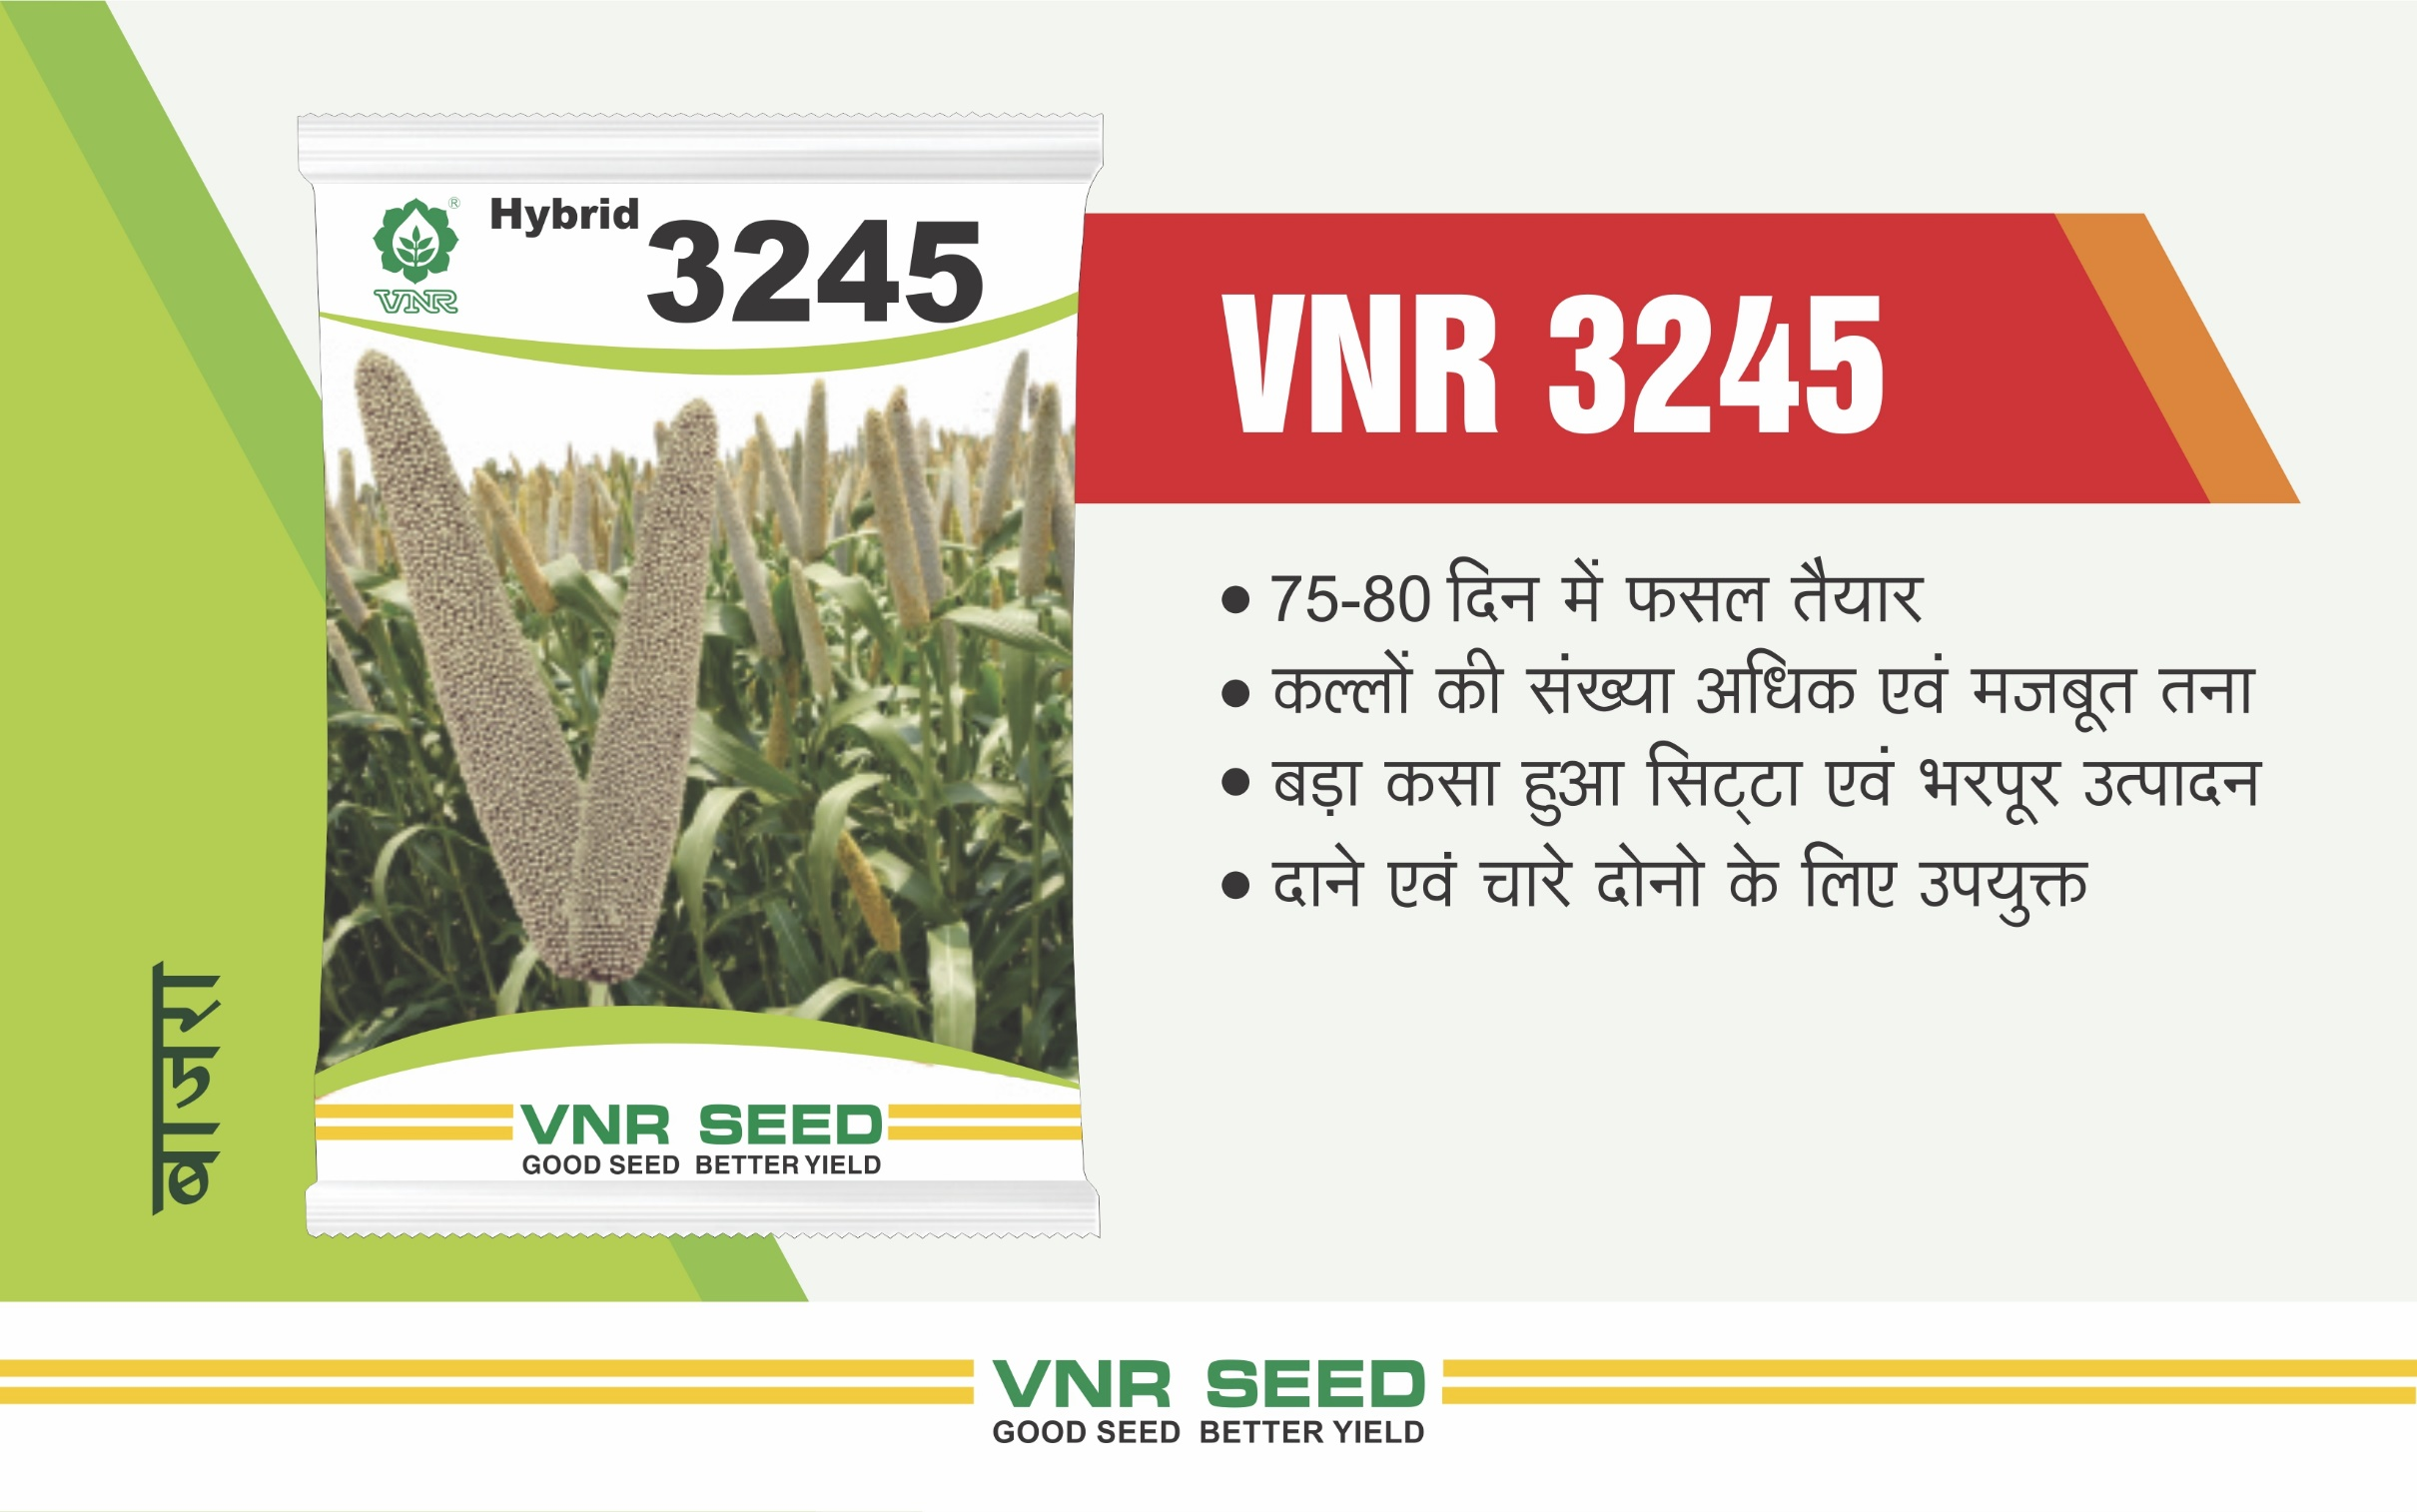 Hybrid 3245
®
VNR
VNR 3245
• 75-80 दिन में फसल तैयार
• कल्लों की संख्या अधिक एवं मजबूत तना
• बड़ा कसा हुआ सिट्टा एवं भरपूर उत्पादन
• दाने एवं चारे दोनो के लिए उपयुक्त
बाजरा
VNR SEED
GOOD SEED BETTER YIELD
VNR SEED
GOOD SEED BETTER YIELD